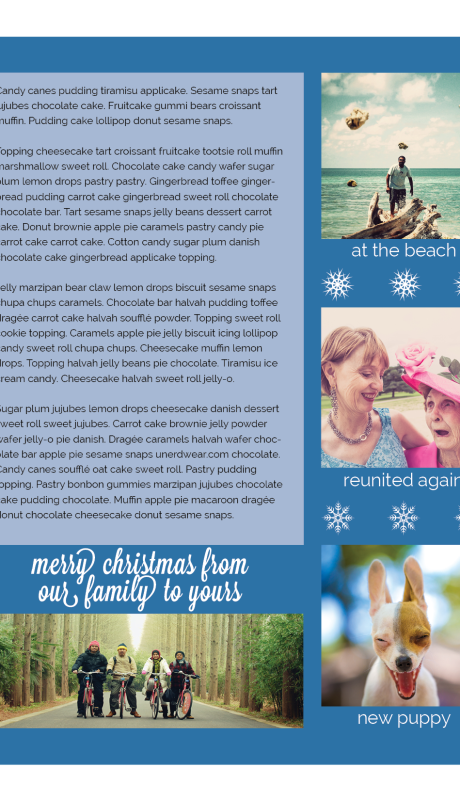 Candy canes pudding tiramisu applicake. Sesame snaps tart
jujubes chocolate cake. Fruitcake gummi bears croissant
muffin. Pudding cake lollipop donut sesame snaps.
Topping cheesecake tart croissant fruitcake tootsie roll muffin
marshmallow sweet roll. Chocolate cake candy wafer sugar
plum lemon drops pastry pastry. Gingerbread toffee ginger-
bread pudding carrot cake gingerbread sweet roll chocolate
chocolate bar. Tart sesame snaps jelly beans dessert carrot
cake. Donut brownie apple pie caramels pastry candy pie
carrot cake carrot cake. Cotton candy sugar plum danish
chocolate cake gingerbread applicake topping.
Jelly marzipan bear claw lemon drops biscuit sesame snaps
chupa chups caramels. Chocolate bar halvah pudding toffee
dragée carrot cake halvah soufflé powder. Topping sweet roll
cookie topping. Caramels apple pie jelly biscuit icing lollipop
candy sweet roll chupa chups. Cheesecake muffin lemon
drops. Topping halvah jelly beans pie chocolate. Tiramisu ice
cream candy. Cheesecake halvah sweet roll jelly-o.
Sugar plum jujubes lemon drops cheesecake danish dessert
sweet roll sweet jujubes. Carrot cake brownie jelly powder
wafer jelly-o pie danish. Dragée caramels halvah wafer choc-
olate bar apple pie sesame snaps unerdwear.com chocolate.
Candy canes soufflé oat cake sweet roll. Pastry pudding
topping. Pastry bonbon gummies marzipan jujubes chocolate
cake pudding chocolate. Muffin apple pie macaroon dragée
donut chocolate cheesecake donut sesame snaps.
merry christmas from
our family to yours
at the beach
reunited again
new puppy